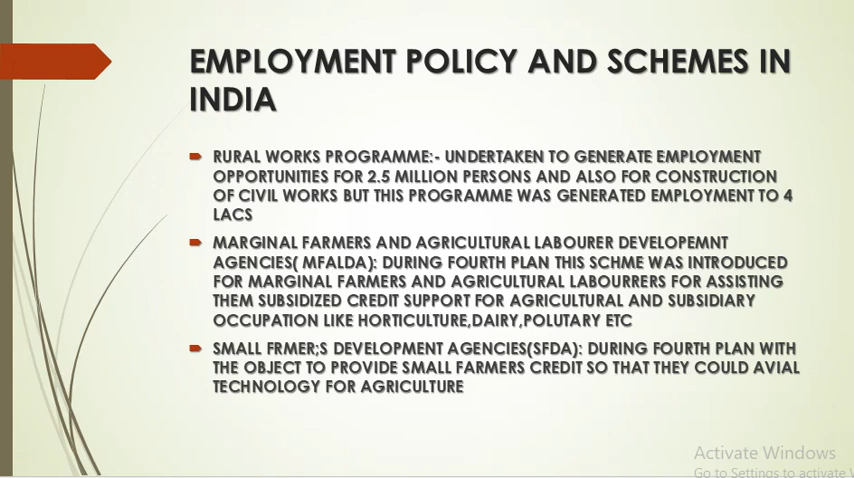 EMPLOYMENT POLICY AND SCHEMES IN
INDIA
RURAL WORKS PROGRAMME:- UNDERTAKEN TO GENERATE EMPLOYMENT
OPPORTUNITIES FOR 2.5 MILLION PERSONS AND ALSO FOR CONSTRUCTION
OF CIVIL WORKS BUT THIS PROGRAMME WAS GENERATED EMPLOYMENT TO 4
LACS
MARGINAL FARMERS AND AGRICULTURAL LABOURER DEVELOPEMNT
AGENCIES( MFALDA): DURING FOURTH PLAN THIS SCHME WAS INTRODUCED
FOR MARGINAL FARMERS AND AGRICULTURAL LABOURRERS FOR ASSISTING
THEM SUBSIDIZED CREDIT SUPPORT FOR AGRICULTURAL AND SUBSIDIARY
OCCUPATION LIKE HORTICULTURE,DAIRY,POLUTARY ETC
SMALL FRMER;S DEVELOPMENT AGENCIES(SFDA): DURING FOURTH PLAN WITH
THE OBJECT TO PROVIDE SMALL FARMERS CREDIT SO THAT THEY COULD AVIAL
TECHNOLOGY FOR AGRICULTURE
Activate Windows
Go to Settings to activate W